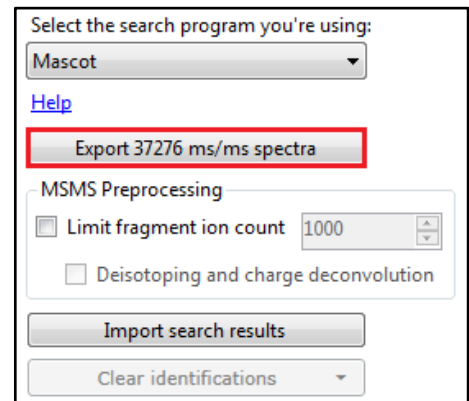 Select the search program you're using:
Mascot
Help
Export 37276 ms/ms spectra
MSMS Preprocessing
Limit fragment ion count 1000
Deisotoping and charge deconvolution
Import search results
Clear identifications